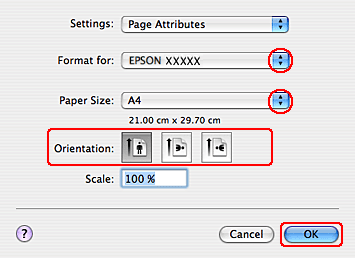 Settings: Page Attributes
Format for: EPSON XXXXX
Paper Size: A4
21.00 cm x 29.70 cm
Orientation:
Scale: 100 %
? Cancel OK